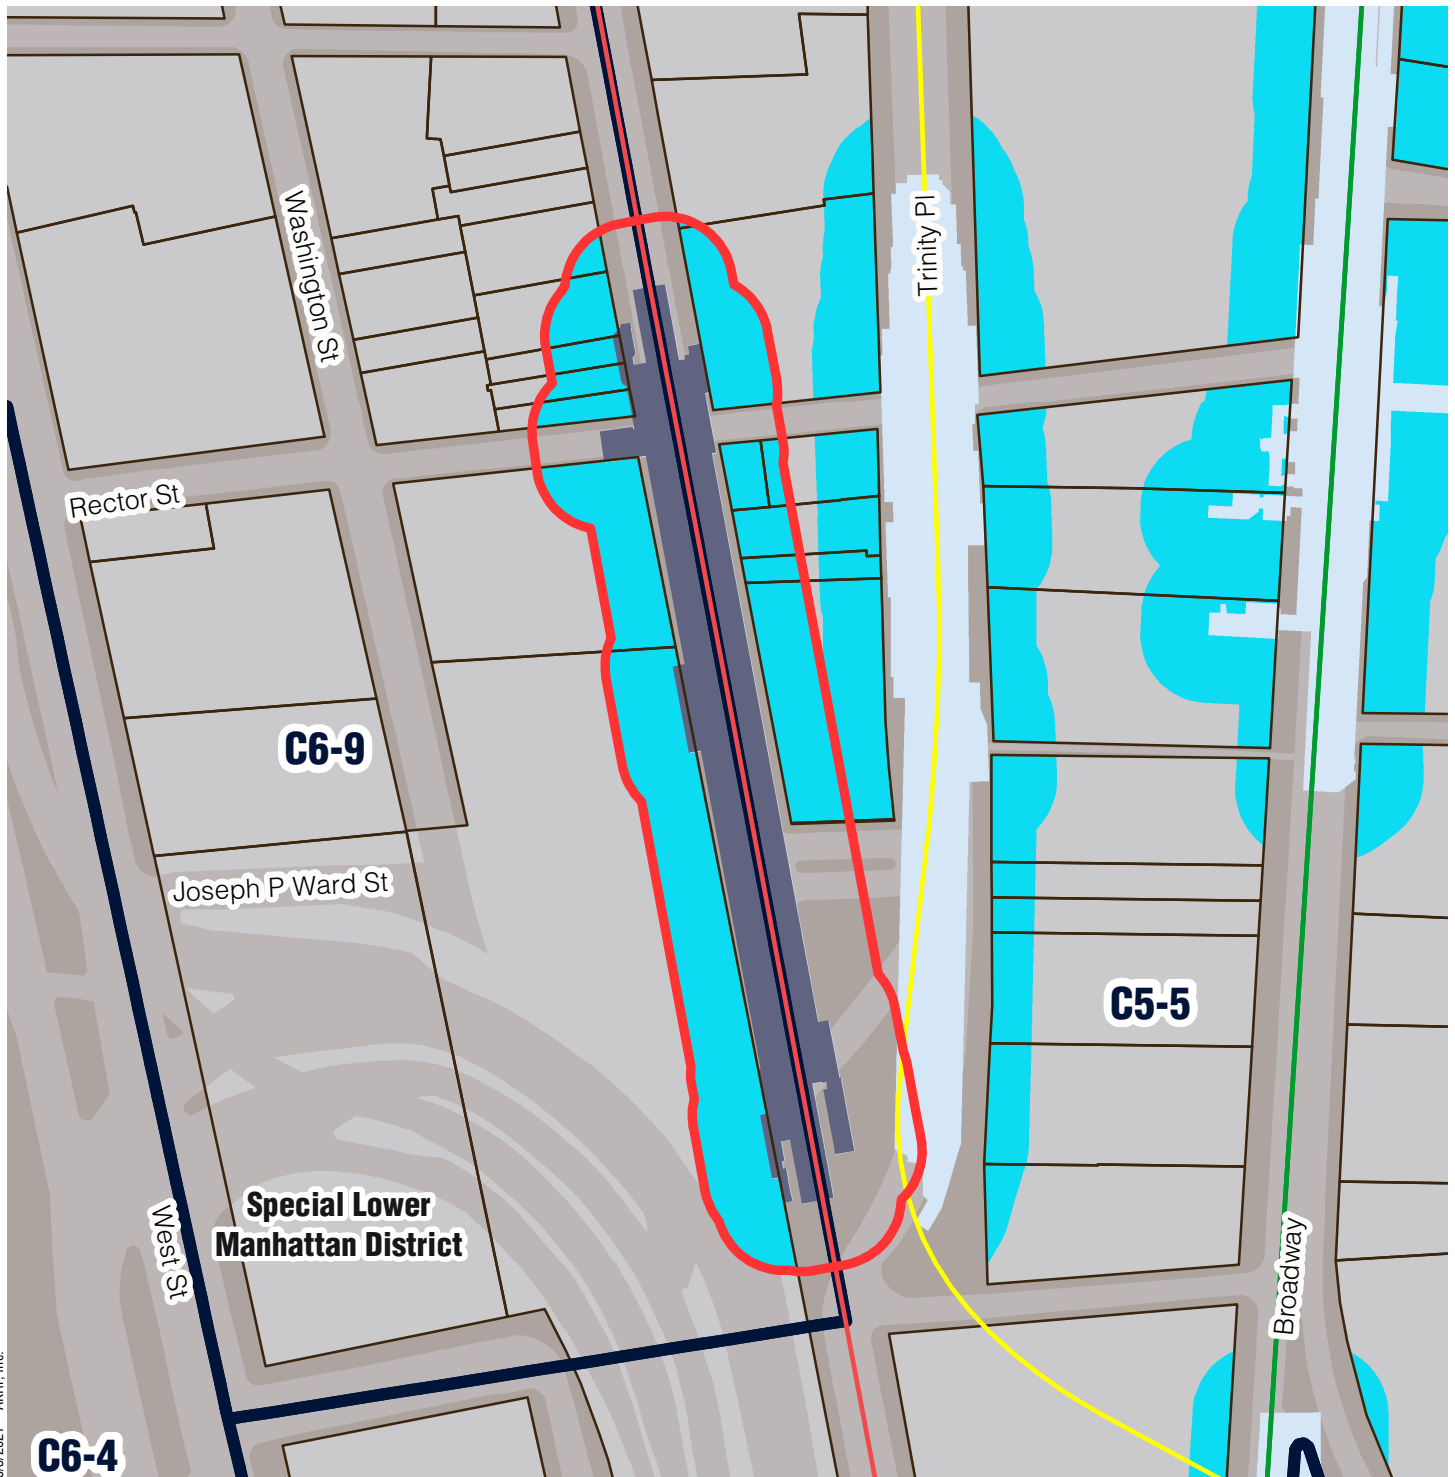 Trinity Pl
Washington St
Rector St
C6-9
Joseph P Ward St
C5-5
Special Lower
Manhattan District
West St
Broadway
C6-4